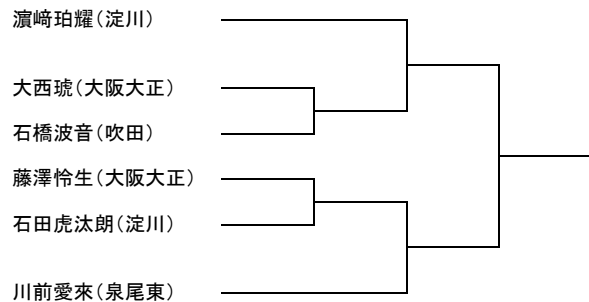 濵﨑珀耀（淀川）
大西琥（大阪大正）
石橋波音（吹田）
藤澤怜生（大阪大正）
石田虎汰朗（淀川）
川前愛來（泉尾東）